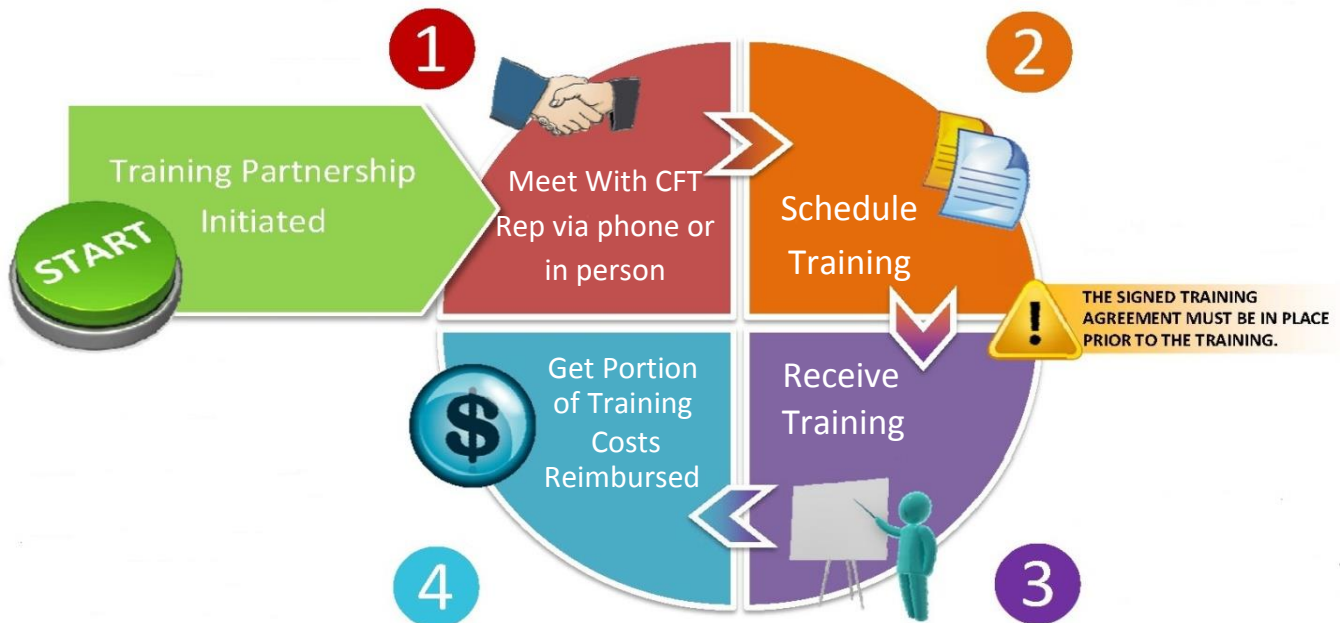 START
Training Partnership
Initiated
1
Meet With CFT
Rep via phone or
in person
2
Schedule
Training
!
THE SIGNED TRAINING
AGREEMENT MUST BE IN PLACE
PRIOR TO THE TRAINING.
3
Receive
Training
4
$
Get Portion
of Training
Costs
Reimbursed